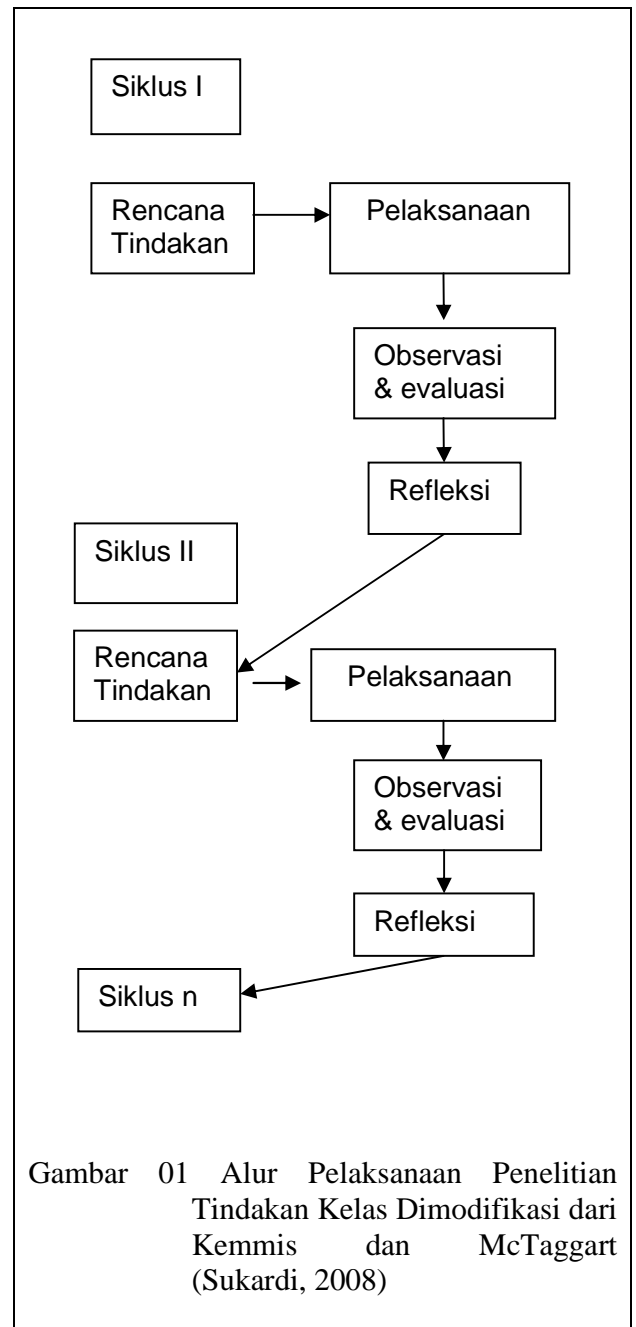 Siklus I
Rencana
Tindakan
Pelaksanaan
Observasi
& evaluasi
Refleksi
Siklus II
Rencana
Tindakan
Pelaksanaan
Observasi
& evaluasi
Refleksi
Siklus n
Gambar 01 Alur Pelaksanaan Penelitian
Tindakan Kelas Dimodifikasi dari
Kemmis dan McTaggart
(Sukardi, 2008)